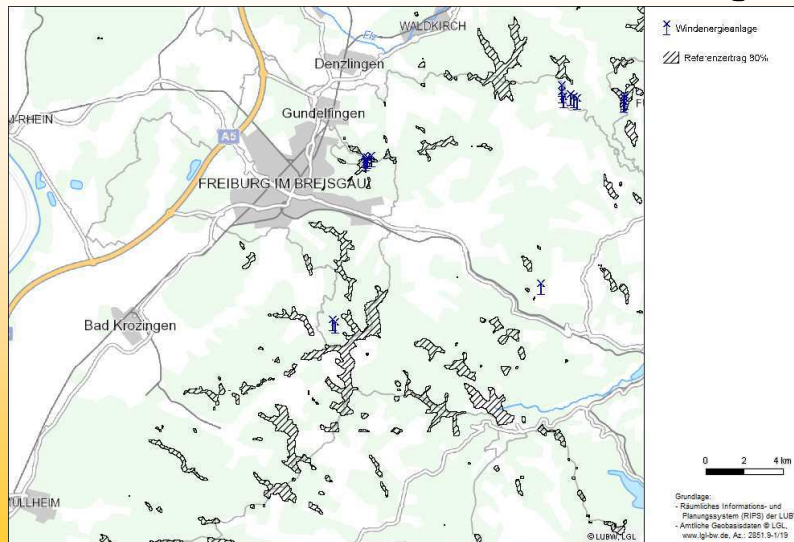 WALDKIRCH
Elz
Denzlingen
Gundelfingen
A5
FREIBURG IM BREISGAU
Bad Krozingen
© LUBW, LGL
Windenergieanlage
Referenzertrag 80%
0 2 4 km
Grundlage:
- Räumliches Informations- und
Planungssystem (RIPS) der LUBW
- Amtliche Geobasisdaten © LGL,
www.lgl-bw.de, Az.: 2851.9-1/19